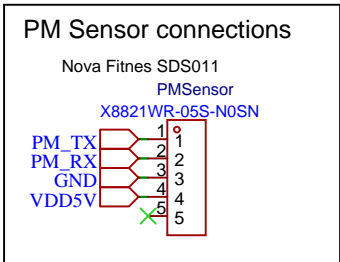 PM Sensor connections
Nova Fitnes SDS011
PMSensor
X8821WR-05S-N0SN
PM_TX 1 1
PM_RX 2 2
GND 3 3
VDD5V 4 4
5 5